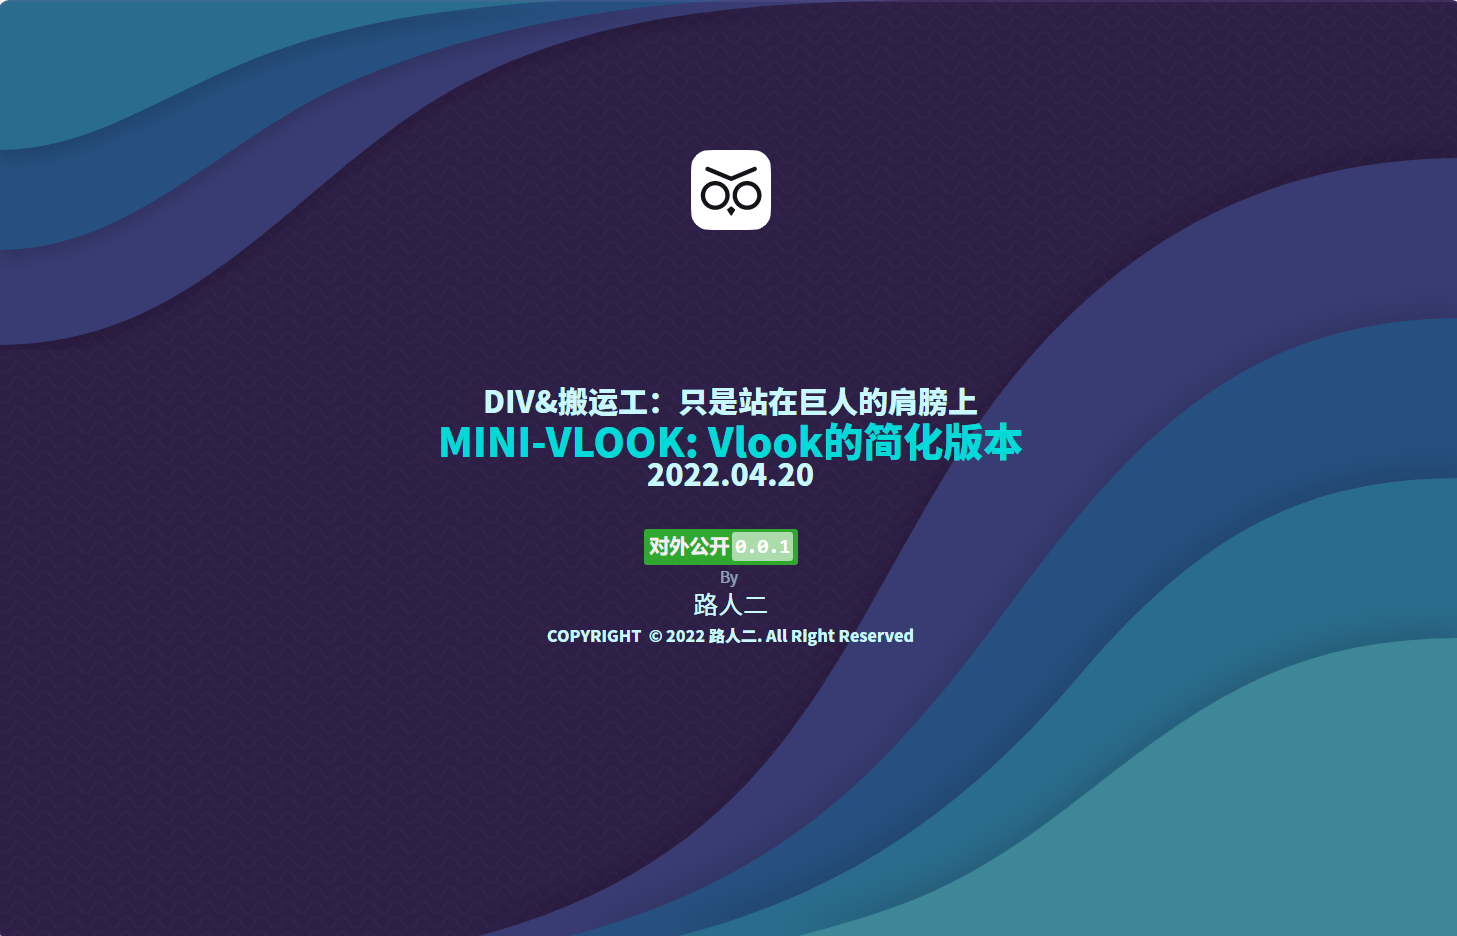 DIV&搬运工：只是站在巨人的肩膀上
MINI-VLOOK: Vlook的简化版本
2022.04.20
对外公开 0.0.1
By
路人二
COPYRIGHT © 2022 路人二. All Right Reserved